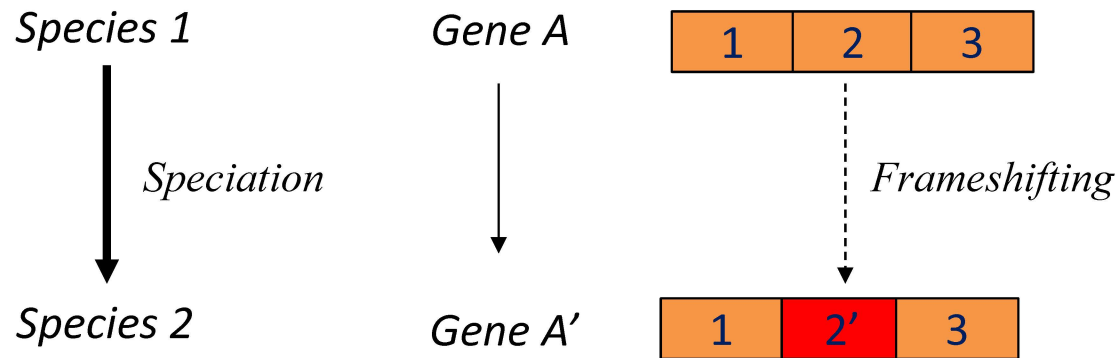 Species 1
Gene A
1 2 3
Speciation
Frameshifting
Species 2
Gene A’
1 2’ 3